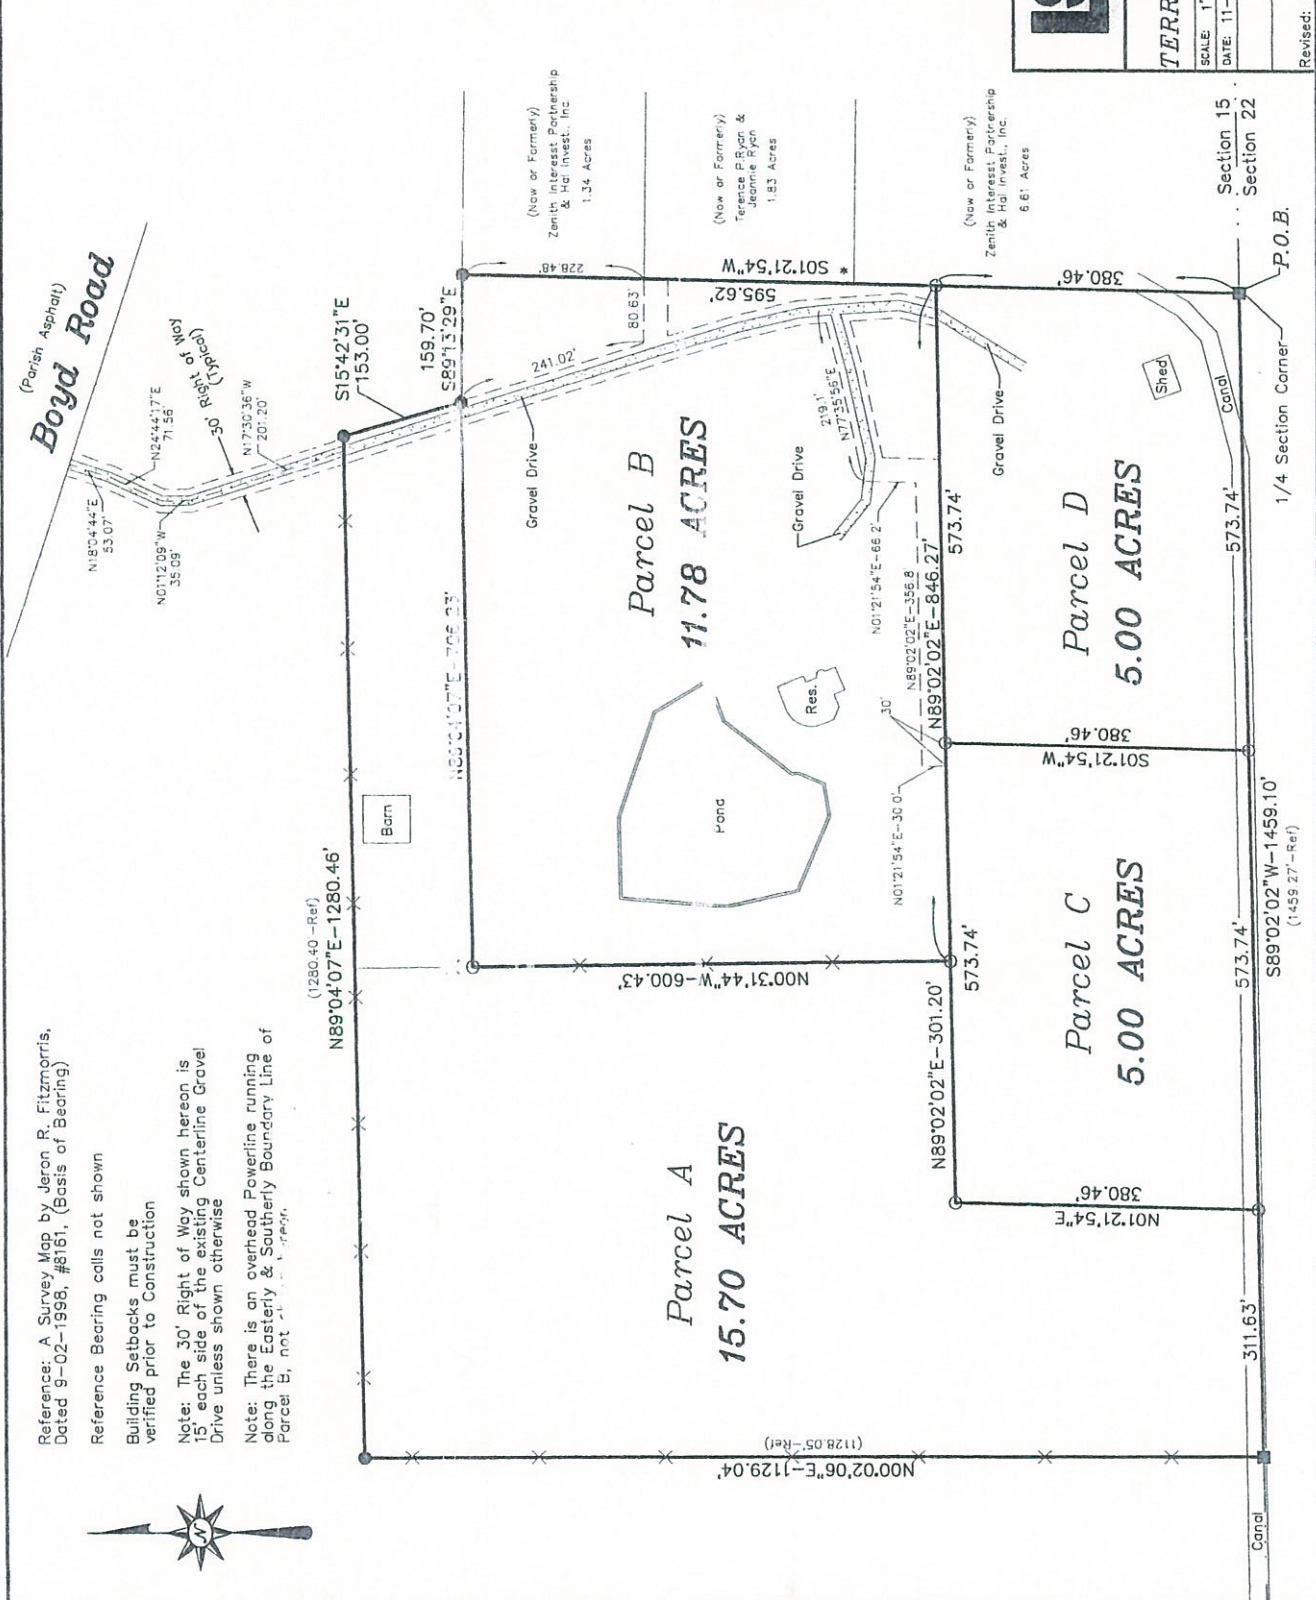 Reference: A Survey Map by Jeron R. Fitzmorris,
Dated 9-02-1998, #8161, (Basis of Bearing)
Reference Bearing calls not shown
Building Setbacks must be
verified prior to Construction
Note: The 30' Right of Way shown hereon is
15' each side of the existing Centerline Gravel
Drive unless shown otherwise
Note: There is an overhead Powerline running
along the Easterly & Southerly Boundary Line of
Parcel B, not
N
(Parish Asphalt)
Boyd Road
N18°04'44"E
53.07'
N24°44'17"E
71.56'
N01°12'09"W
35.09'
30' Right of Way
(Typical)
N17°30'36"W
201.20'
S15°42'31"E
153.00'
(1280.40'-Ref)
N89°04'07"E-1280.46'
Barn
159.70'
S89°13'29"E
N89°04'07"E-706.23'
241.02'
Gravel Drive
80.63'
228.48'
595.62'
S01°21'54"W
*
(Now or Formerly)
Zenith Interesst Partnership
& Hal Invest., Inc.
1.34 Acres
(Now or Formerly)
Terence P.Ryan &
Jeannie Ryan
1.83 Acres
(Now or Formerly)
Zenith Interesst Partnership
& Hal Invest., Inc.
6.61 Acres
Parcel B
11.78 ACRES
Gravel Drive
219.1'
N77°35'56"E
Gravel Drive
Pond
Res.
N01°21'54"E-66.2'
N89°02'02"E-356.8'
30'
N01°21'54"E-30.0'
N89°02'02"E-846.27'
573.74'
N00°31'44"W-600.43'
Parcel A
15.70 ACRES
N89°02'02"E-301.20'
573.74'
N01°21'54"E
380.46'
Parcel C
5.00 ACRES
S01°21'54"W
380.46'
Parcel D
5.00 ACRES
Shed
Canal
380.46'
(1128.05'-Ref)
N00°02'06"E-1129.04'
Canal
311.63'
573.74'
573.74'
S89°02'02"W-1459.10'
(1459.27'-Ref)
1/4 Section Corner
P.O.B.
Section 15
Section 22
TERR
SCALE: 1"
DATE: 11-
Revised: